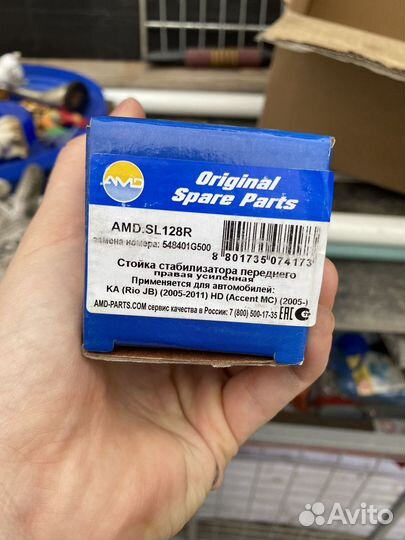 AMD
Original
Spare Parts
AMD.SL128R
замена номера: 548401G500
8 801735 074173
Стойка стабилизатора переднего
правая усиленная
Применяется для автомобилей:
KA (Rio JB) (2005-2011) HD (Accent MC) (2005-)
AMD-PARTS.COM сервис качества в России: 7 (800) 500-17-35
EAC
Avito